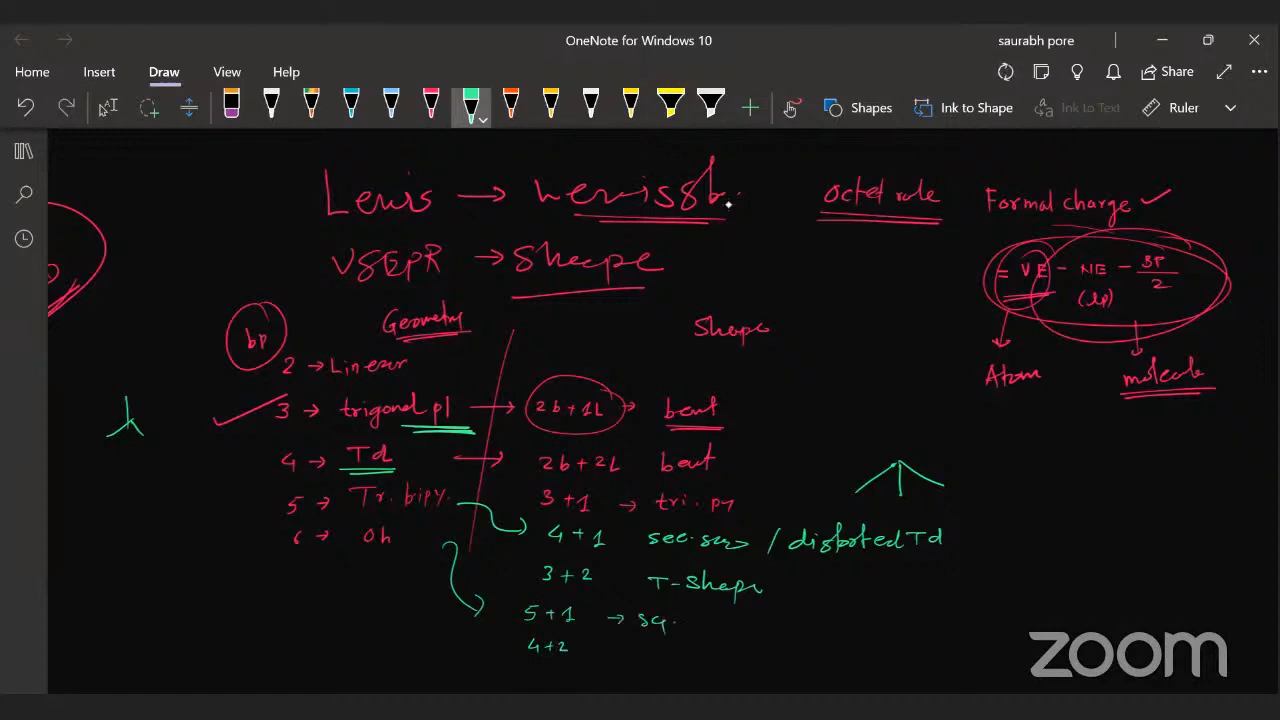 OneNote for Windows 10
saurabh pore
Home Insert Draw View Help
Share
Shapes
Ink to Shape
Ink to Text
Ruler
Lewis →
octet rule
Formal charge ✓
VSEPR → Shape
= VE - NE - BP/2
(lp)
bp
Geometry
Shape
Atom
molecule
2 → Linear
3 → trigonal pl → 2b+1L → bent
4 → Td → 2b+2L bent
5 → Tr. bipy.
3+1 → tri. py
6 → Oh
4+1 see.saw / distorted Td
3+2 T-Shape
5+1 → sq.
4+2
zoom